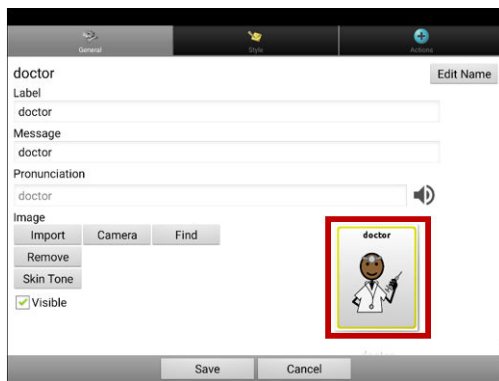 General Style Actions
doctor Edit Name
Label
doctor
Message
doctor
Pronunciation
doctor
Image
Import Camera Find
doctor
Remove
Skin Tone
Visible
doctor
Save Cancel